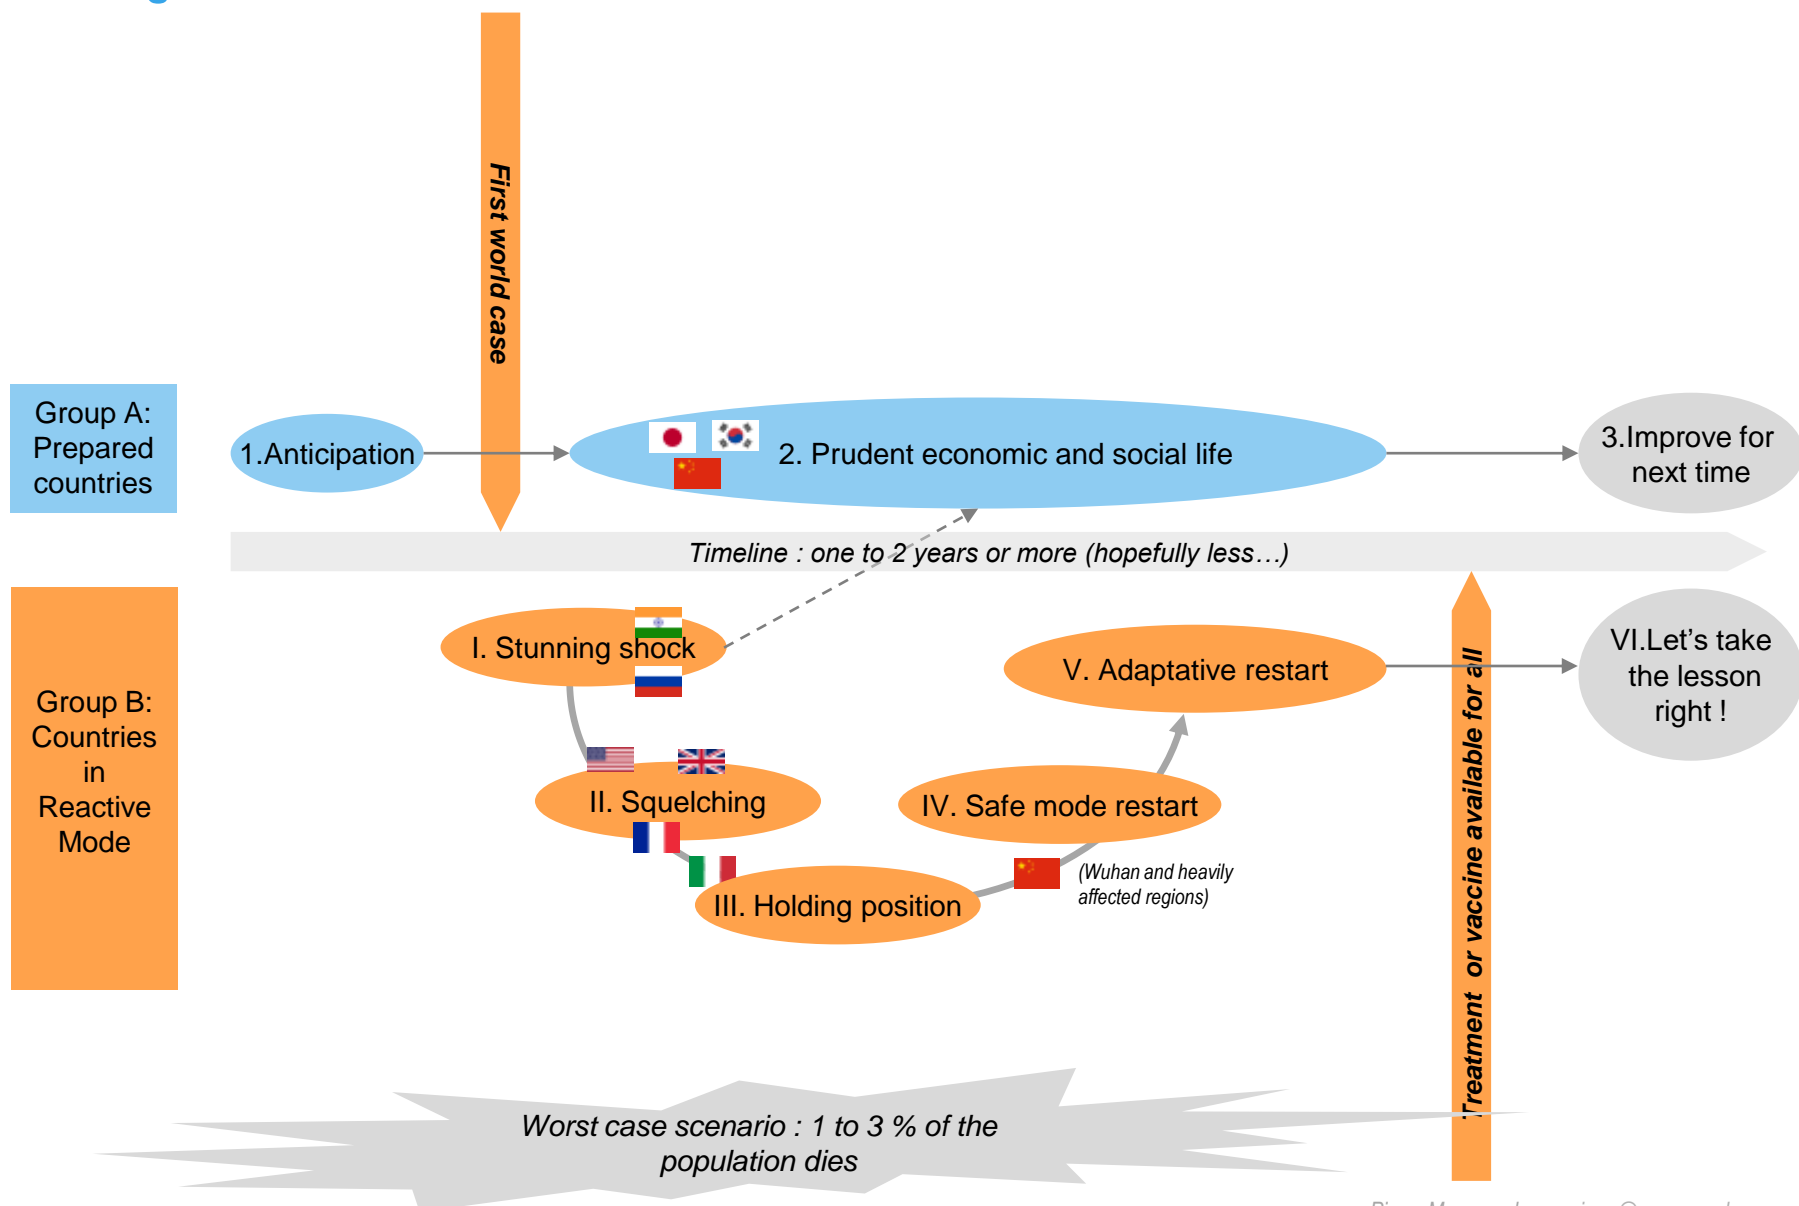 First world case
Group A:
Prepared
countries
1.Anticipation
2. Prudent economic and social life
3.Improve for
next time
Timeline : one to 2 years or more (hopefully less…)
Group B:
Countries
in
Reactive
Mode
I. Stunning shock
II. Squelching
III. Holding position
(Wuhan and heavily
affected regions)
IV. Safe mode restart
V. Adaptative restart
Treatment or vaccine available for all
VI.Let’s take
the lesson
right !
Worst case scenario : 1 to 3 % of the
population dies